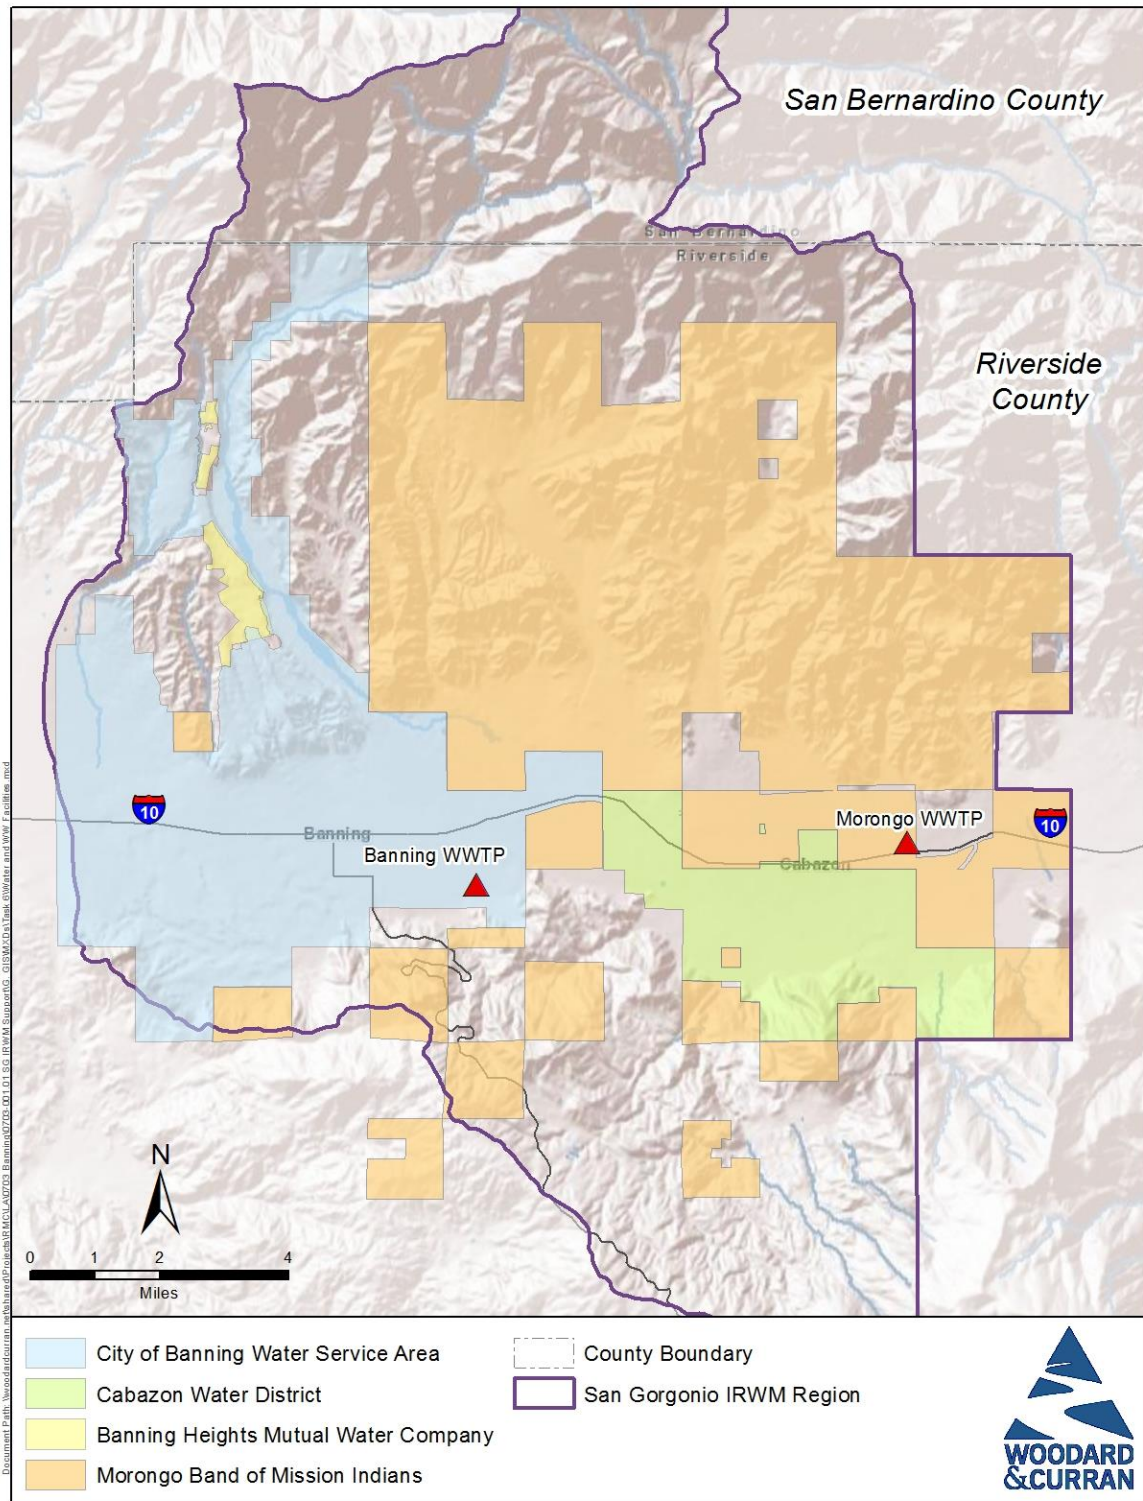 San Bernardino County
San Bernardino
Riverside
Riverside
County
10
Banning
Banning WWTP
Morongo WWTP
10
Cabazon
N
0 1 2 4
Miles
City of Banning Water Service Area
Cabazon Water District
Banning Heights Mutual Water Company
Morongo Band of Mission Indians
County Boundary
San Gorgonio IRWM Region
WOODARD
&CURRAN